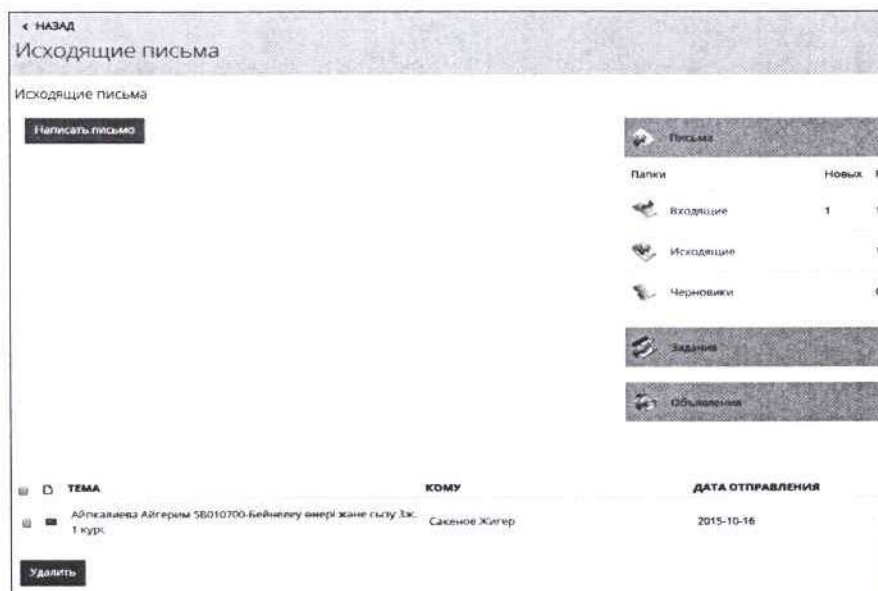 < НАЗАД
Исходящие письма
Исходящие письма
Написать письмо
Письма
Папки Новых
Входящие 1
Исходящие
Черновики
Задания
Объявления
ТЕМА КОМУ ДАТА ОТПРАВЛЕНИЯ
Айпкалиева Айгерим 5В010700-Бейнелеу өнері және сызу 3ж.
1 курс Сакенов Жигер 2015-10-16
Удалить